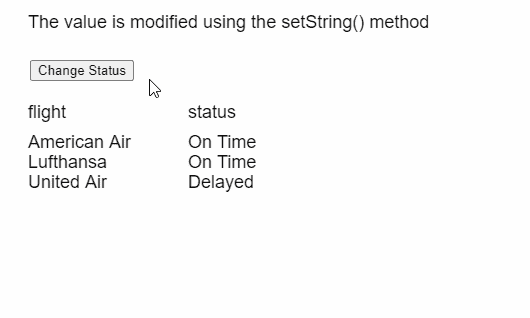 The value is modified using the setString() method
Change Status
flight status
American Air On Time
Lufthansa On Time
United Air Delayed